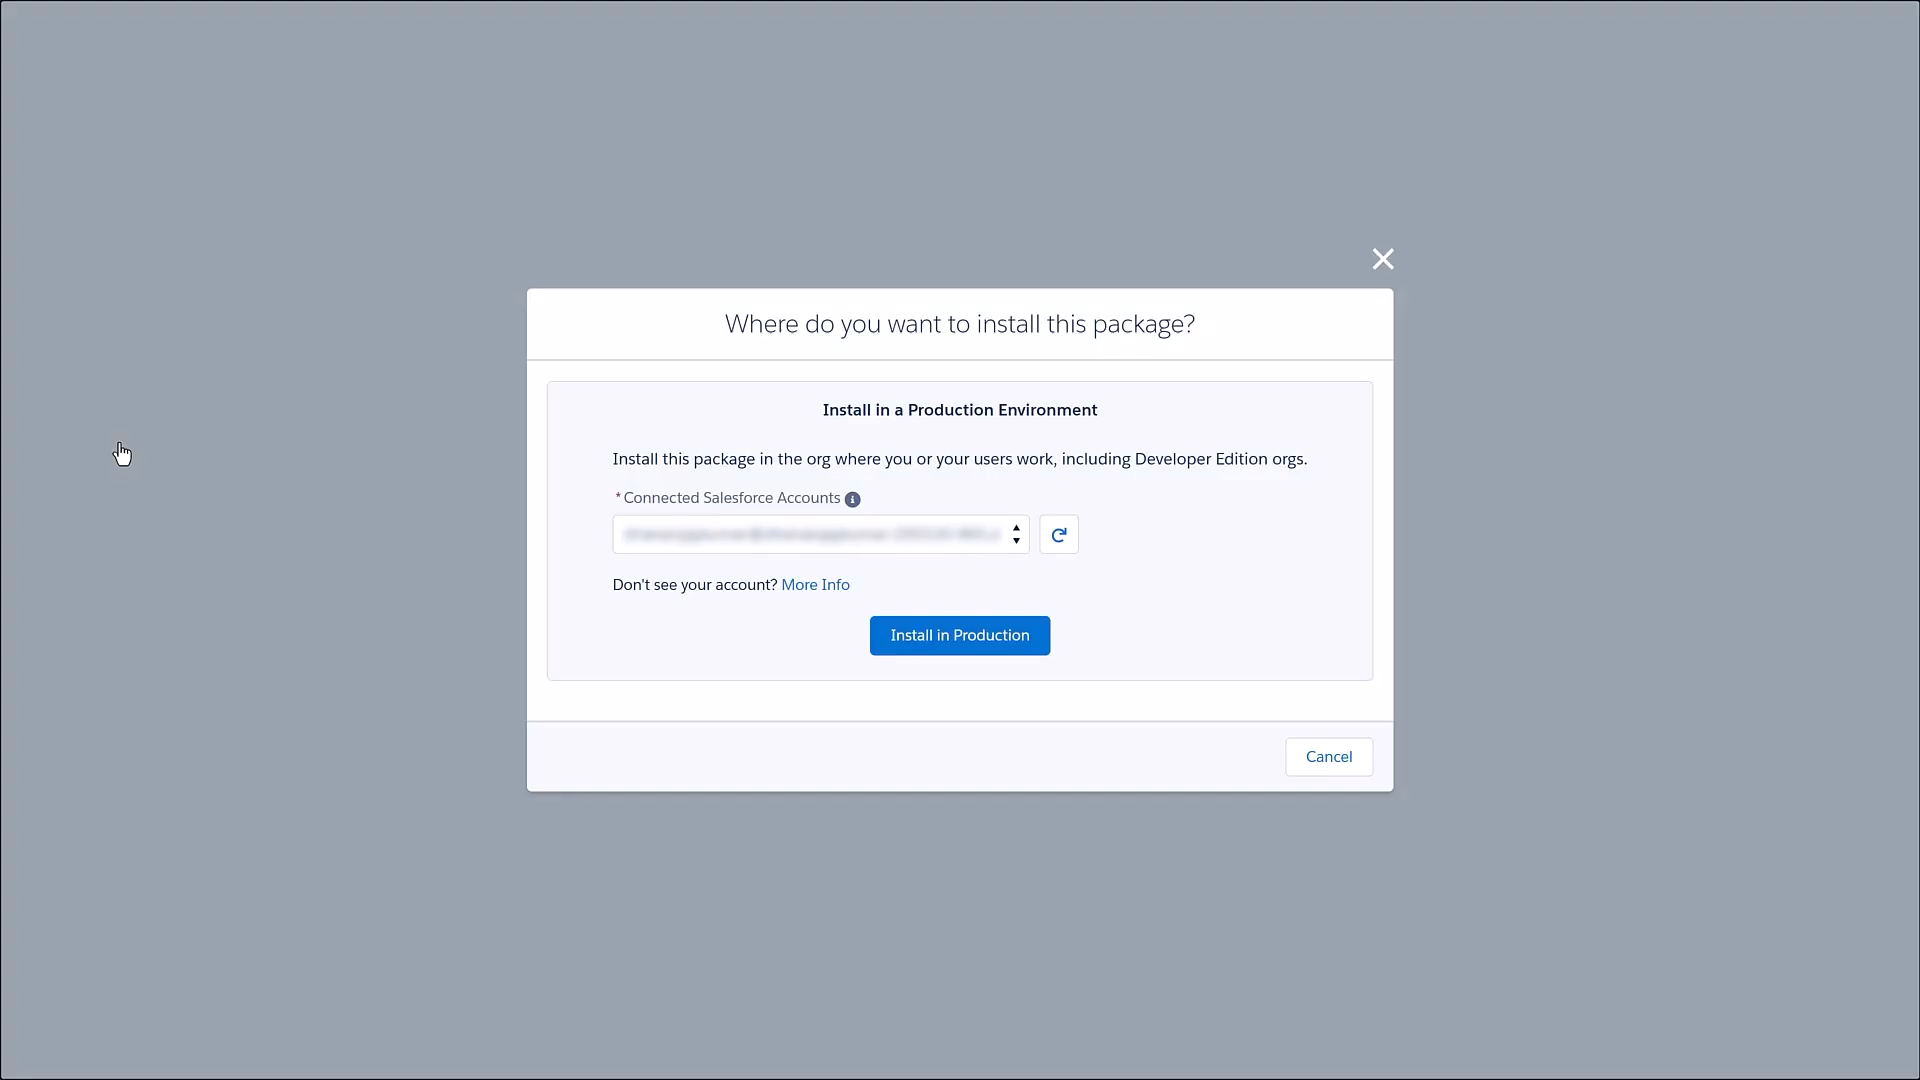 Where do you want to install this package?
Install in a Production Environment
Install this package in the org where you or your users work, including Developer Edition orgs.
*Connected Salesforce Accounts
Don't see your account? More Info
Install in Production
Cancel